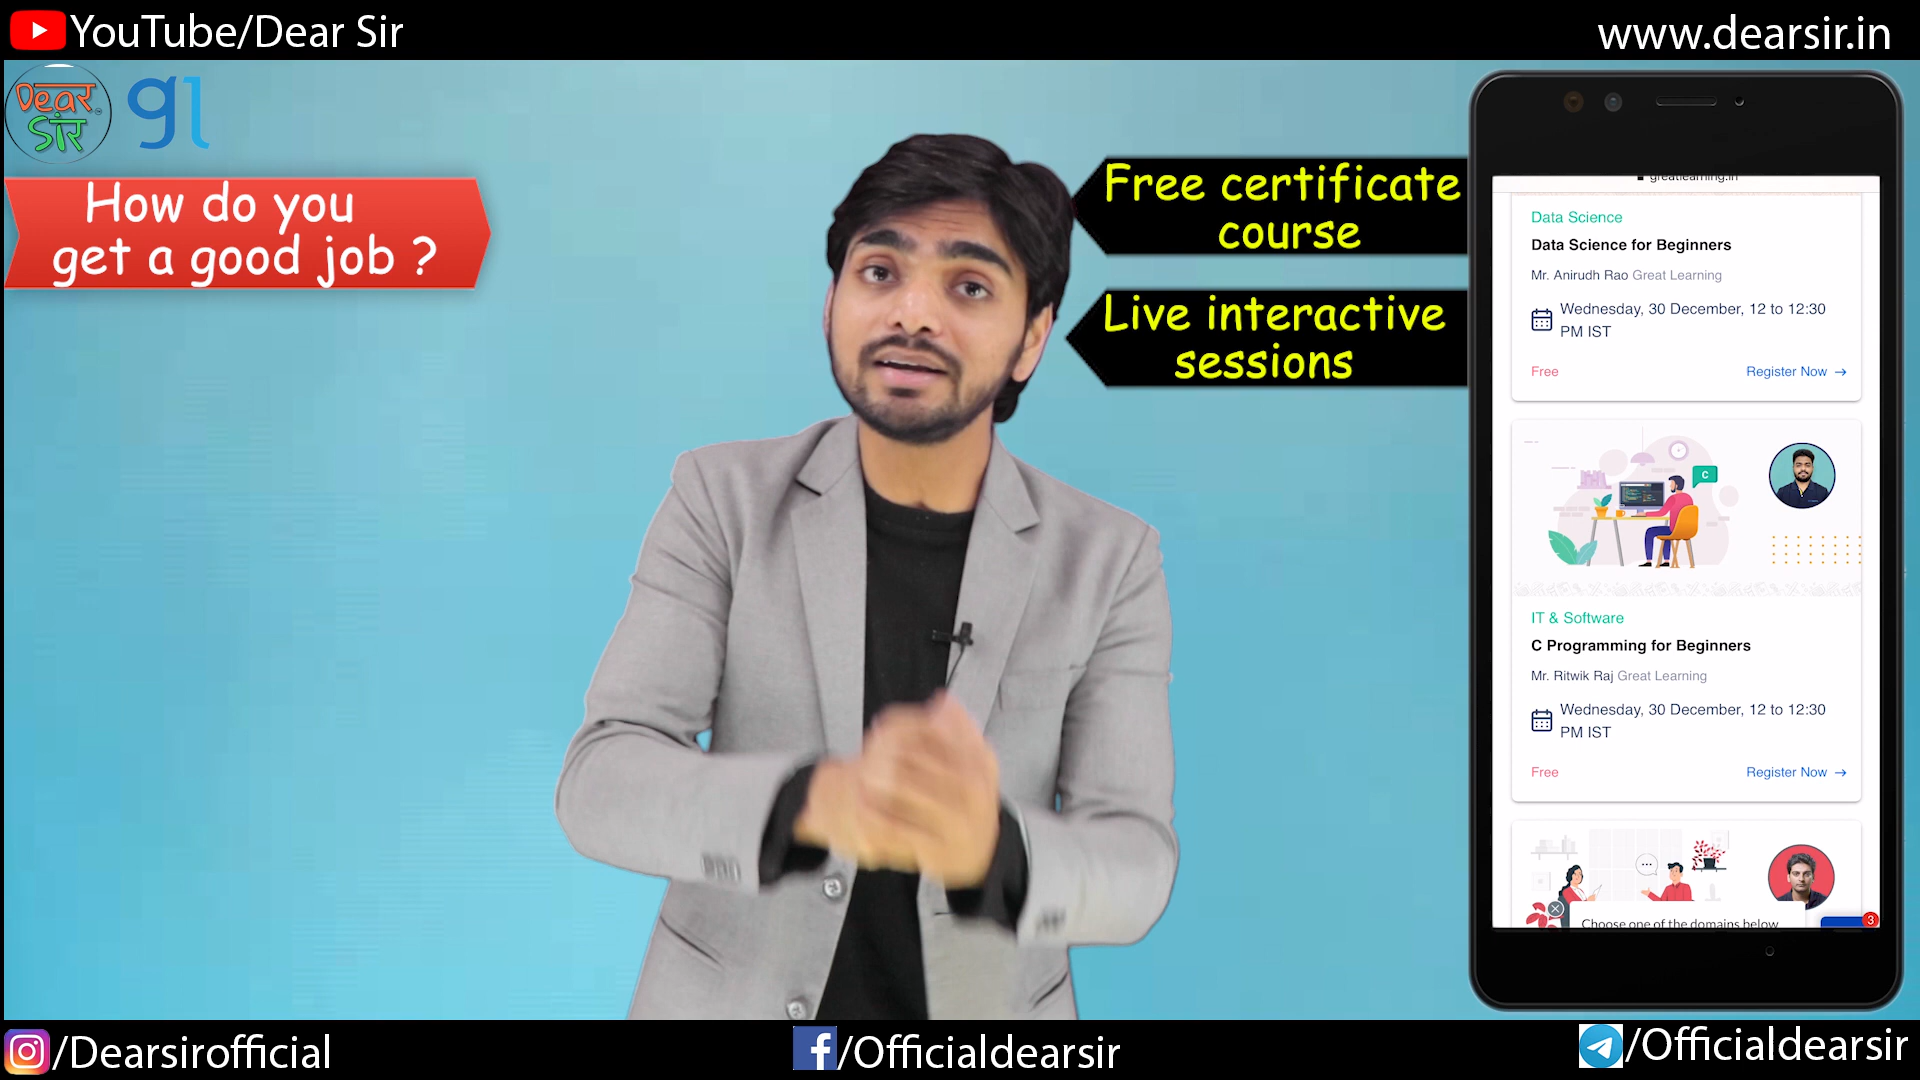 YouTube/Dear Sir
www.dearsir.in
Dear
सिर
gl
How do you
get a good job ?
Free certificate
course
Live interactive
sessions
greatlearning.in
Data Science
Data Science for Beginners
Mr. Anirudh Rao Great Learning
Wednesday, 30 December, 12 to 12:30
PM IST
Free
Register Now →
C
IT & Software
C Programming for Beginners
Mr. Ritwik Raj Great Learning
Wednesday, 30 December, 12 to 12:30
PM IST
Free
Register Now →
Choose one of the domains below
3
/Dearsirofficial
/Officialdearsir
/Officialdearsir